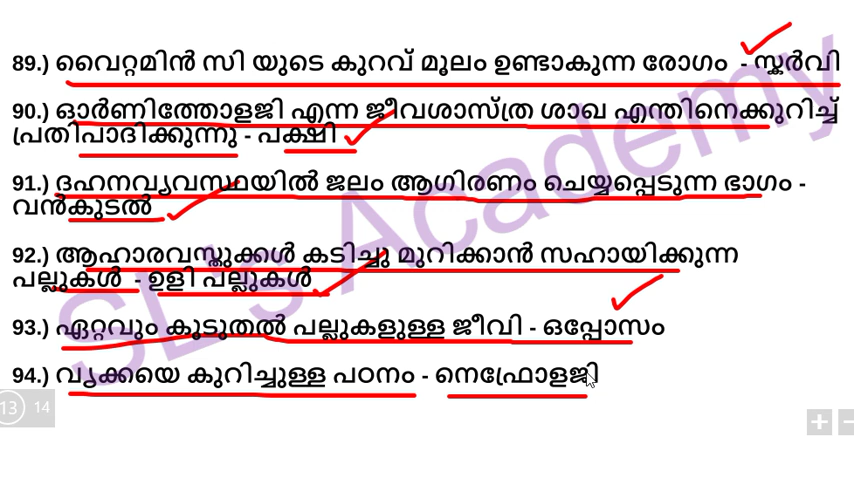 89.) വൈറ്റമിൻ സി യുടെ കുറവ് മൂലം ഉണ്ടാകുന്ന രോഗം - സ്കർവി
90.) ഓർണിത്തോളജി എന്ന ജീവശാസ്ത്ര ശാഖ എന്തിനെക്കുറിച്ച്
പ്രതിപാദിക്കുന്നു - പക്ഷി
91.) ദഹനവ്യവസ്ഥയിൽ ജലം ആഗിരണം ചെയ്യപ്പെടുന്ന ഭാഗം -
വൻകുടൽ
92.) ആഹാരവസ്തുക്കൾ കടിച്ചു മുറിക്കാൻ സഹായിക്കുന്ന
പല്ലുകൾ - ഉളി പല്ലുകൾ
93.) ഏറ്റവും കൂടുതൽ പല്ലുകളുള്ള ജീവി - ഒപ്പോസം
94.) വൃക്കയെ കുറിച്ചുള്ള പഠനം - നെഫ്രോളജി
SL's Academy
13 14